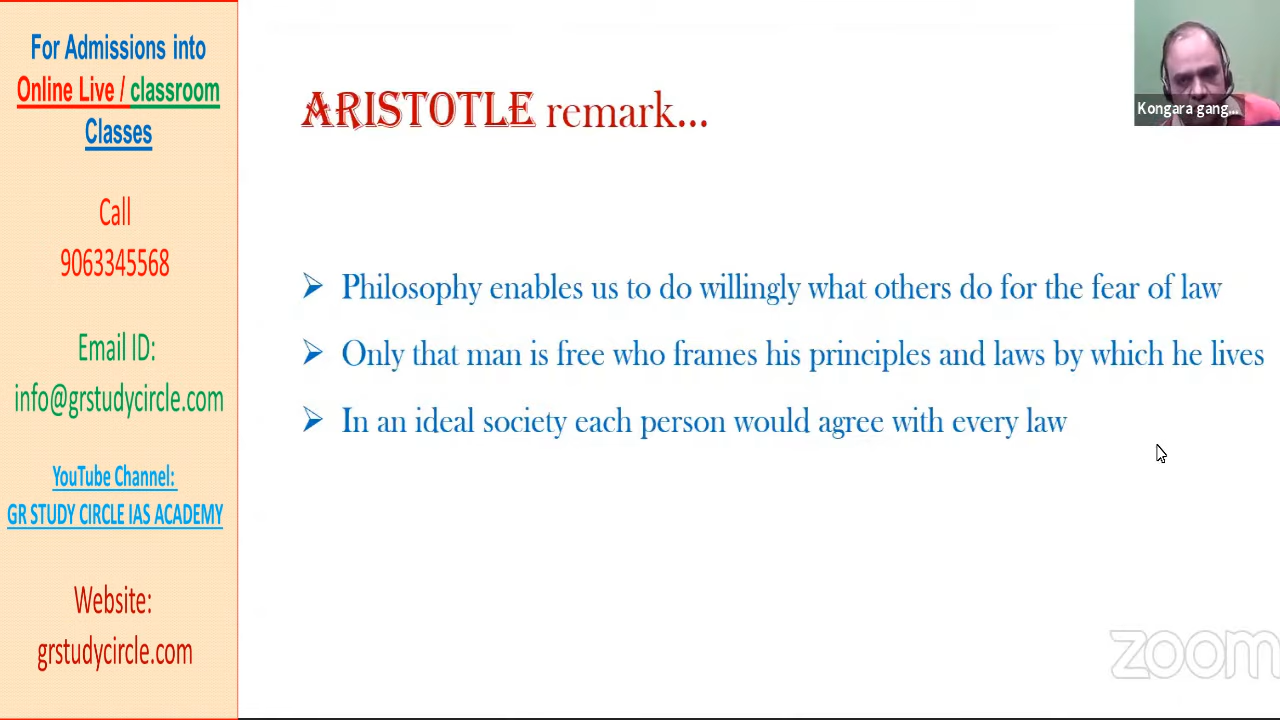 For Admissions into
Online Live / classroom
Classes
Call
9063345568
Email ID:
info@grstudycircle.com
YouTube Channel:
GR STUDY CIRCLE IAS ACADEMY
Website:
grstudycircle.com
ARISTOTLE remark...
➢ Philosophy enables us to do willingly what others do for the fear of law
➢ Only that man is free who frames his principles and laws by which he lives
➢ In an ideal society each person would agree with every law
Kongara gang...
zoom